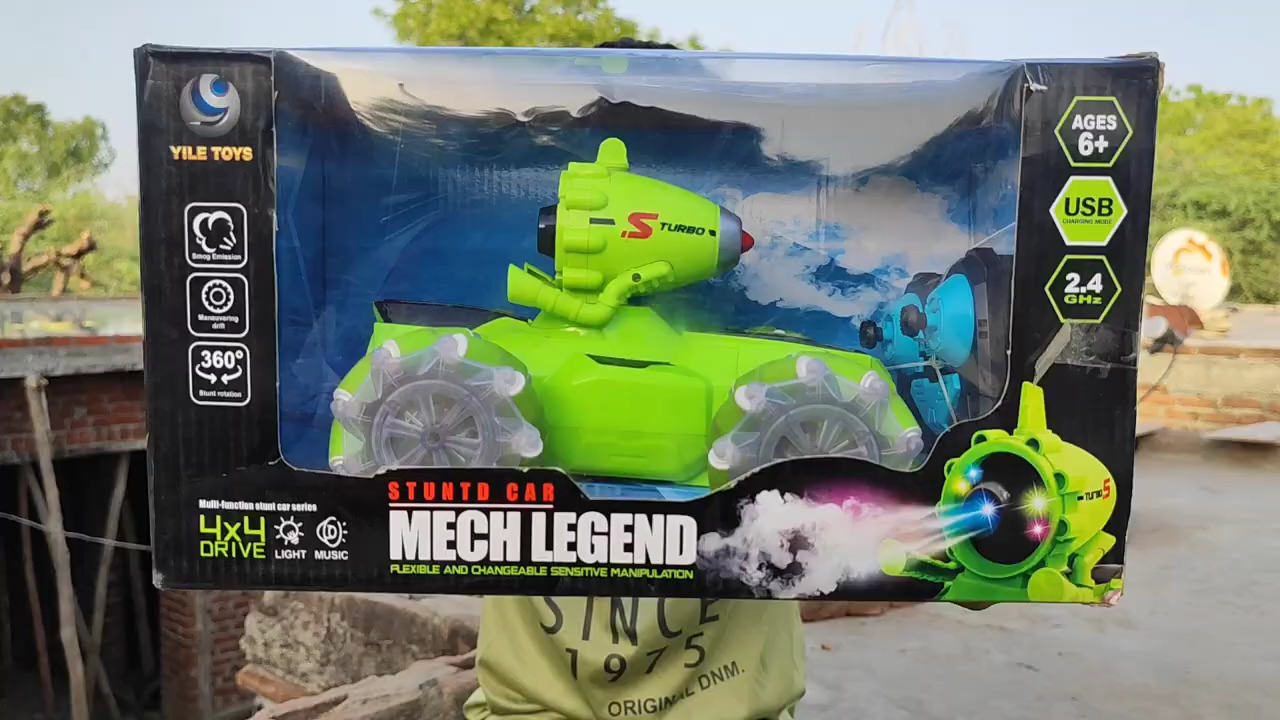 YILE TOYS
Smog Emission
Maneuvering
drift
360°
Stunt rotation
AGES
6+
USB
CHARGING MODE
2.4
GHz
S TURBO
Multi-function stunt car series
4x4
DRIVE
LIGHT
MUSIC
STUNTD CAR
MECH LEGEND
FLEXIBLE AND CHANGEABLE SENSITIVE MANIPULATION
TURBO S
SINCE
1975
ORIGINAL DNM.